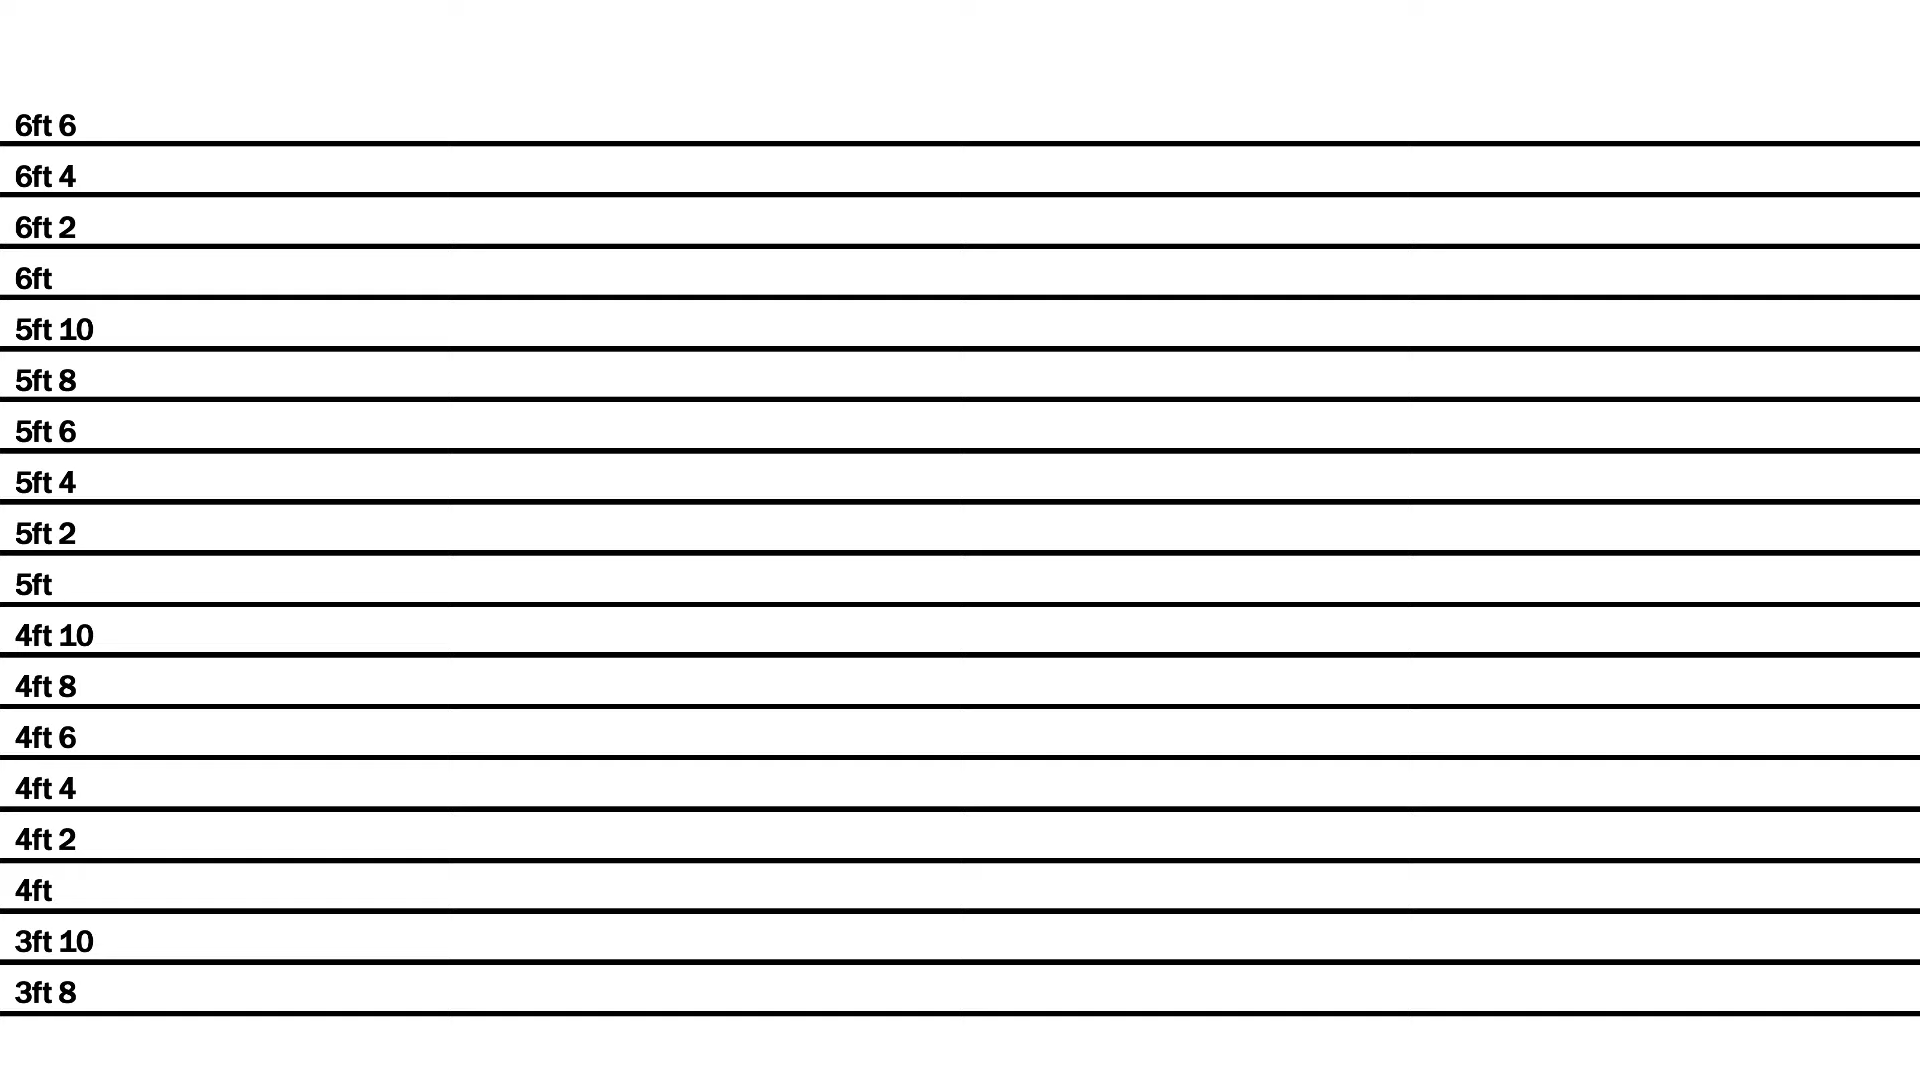 6ft 6
6ft 4
6ft 2
6ft
5ft 10
5ft 8
5ft 6
5ft 4
5ft 2
5ft
4ft 10
4ft 8
4ft 6
4ft 4
4ft 2
4ft
3ft 10
3ft 8